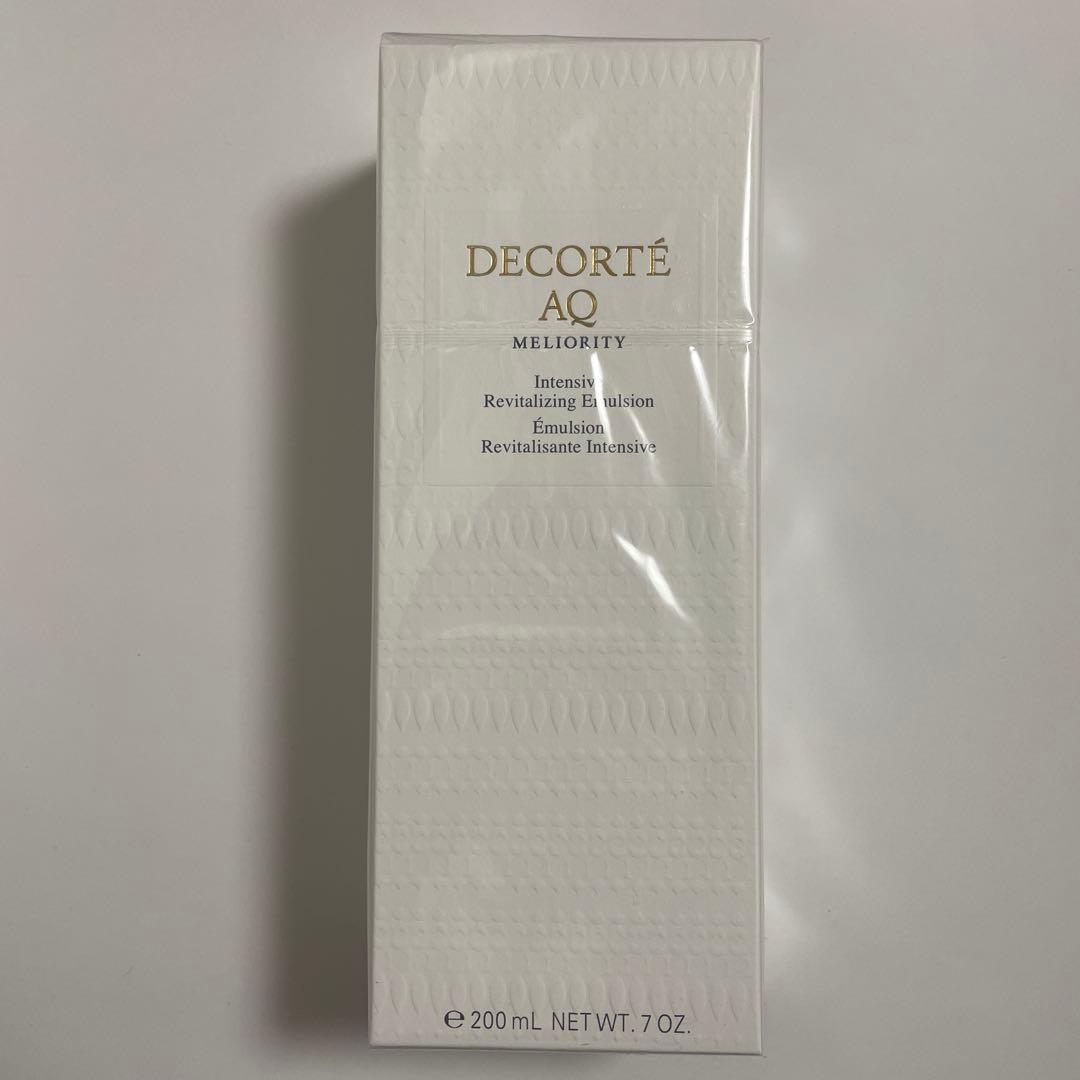 DECORTÉ
AQ
MELIORITY
Intensive
Revitalizing Emulsion
Émulsion
Revitalisante Intensive
℮ 200 mL NET WT. 7 OZ.